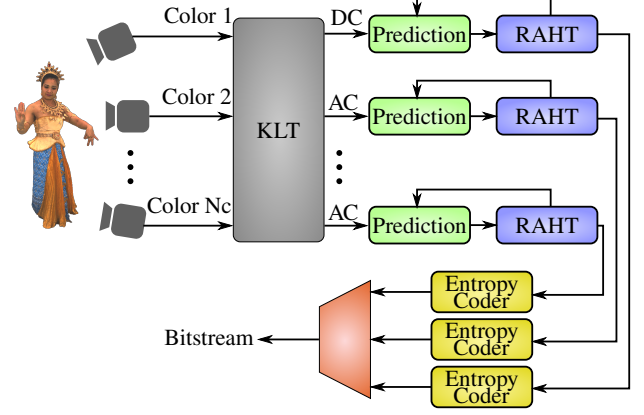 Color 1
DC
Prediction
RAHT
Color 2
AC
Prediction
RAHT
KLT
Color Nc
AC
Prediction
RAHT
Entropy
Coder
Bitstream
Entropy
Coder
Entropy
Coder